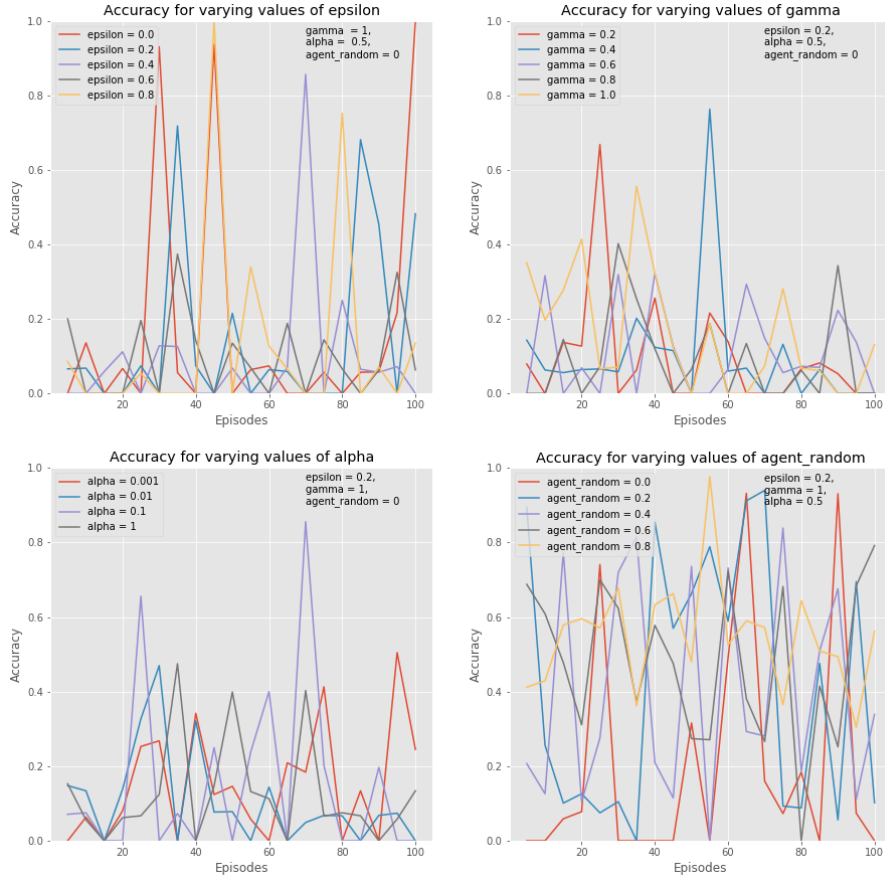 Accuracy for varying values of epsilon
epsilon = 0.0
epsilon = 0.2
epsilon = 0.4
epsilon = 0.6
epsilon = 0.8
gamma = 1,
alpha = 0.5,
agent_random = 0
1.0
0.8
0.6
0.4
0.2
0.0
Accuracy
20
40
60
80
100
Episodes
Accuracy for varying values of gamma
gamma = 0.2
gamma = 0.4
gamma = 0.6
gamma = 0.8
gamma = 1.0
epsilon = 0.2,
alpha = 0.5,
agent_random = 0
1.0
0.8
0.6
0.4
0.2
0.0
Accuracy
20
40
60
80
100
Episodes
Accuracy for varying values of alpha
alpha = 0.001
alpha = 0.01
alpha = 0.1
alpha = 1
epsilon = 0.2,
gamma = 1,
agent_random = 0
1.0
0.8
0.6
0.4
0.2
0.0
Accuracy
20
40
60
80
100
Episodes
Accuracy for varying values of agent_random
agent_random = 0.0
agent_random = 0.2
agent_random = 0.4
agent_random = 0.6
agent_random = 0.8
epsilon = 0.2,
gamma = 1,
alpha = 0.5
1.0
0.8
0.6
0.4
0.2
0.0
Accuracy
20
40
60
80
100
Episodes